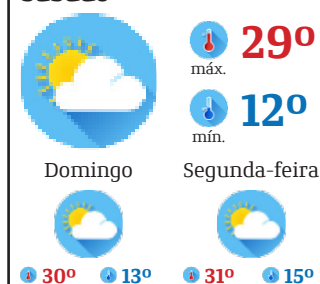 29º
máx.
12º
mín.
Domingo Segunda-feira
30º 13º 31º 15º